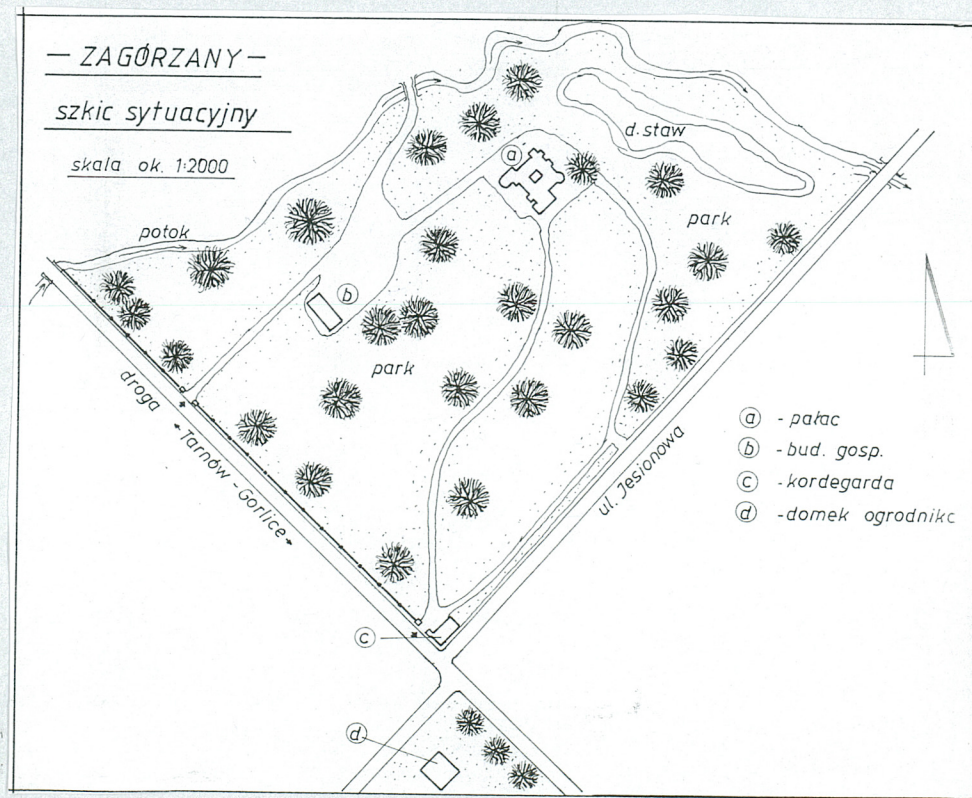 — ZAGÓRZANY —
szkic sytuacyjny
skala ok. 1:2000
potok
d. staw
park
park
a
b
droga Tarnów - Gorlice
ul. Jesionowa
c
d
a - pałac
b - bud. gosp.
c - kordegarda
d - domek ogrodnika